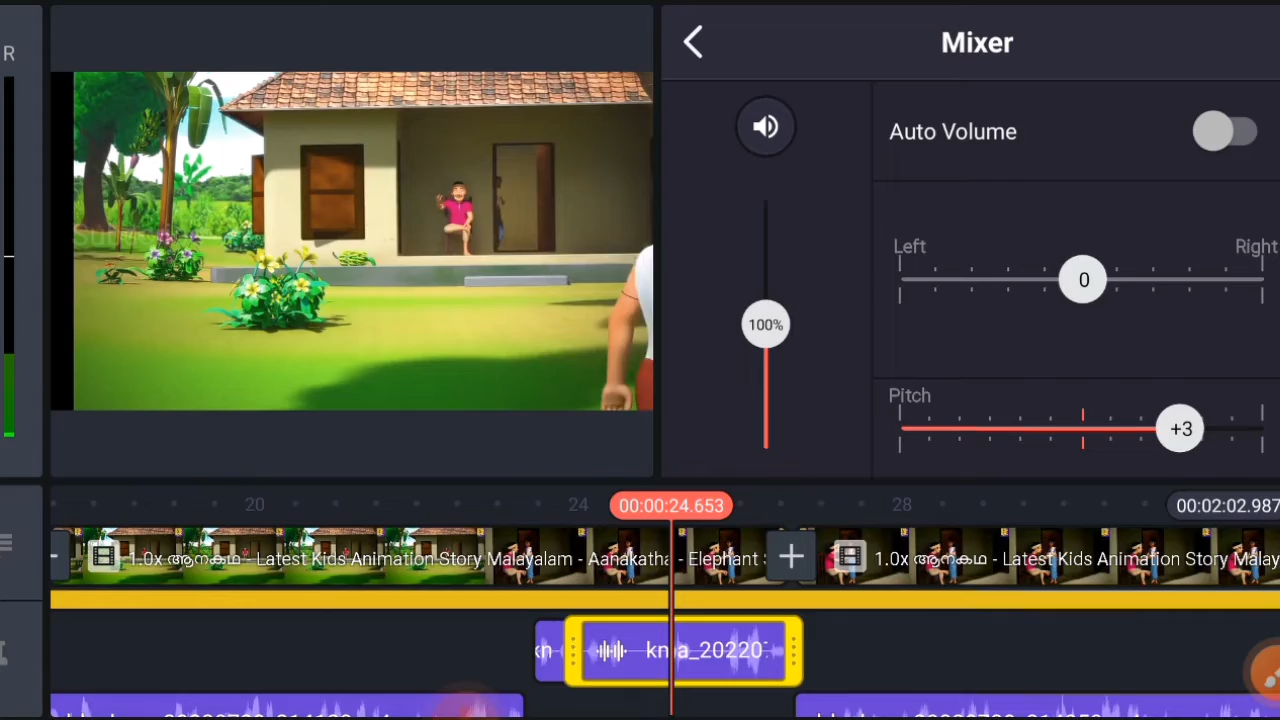 R
Mixer
Auto Volume
Left
Right
0
100%
Pitch
+3
20
24
00:00:24.653
28
00:02:02.987
1.0x ആനകഥ - Latest Kids Animation Story Malayalam - Aanakatha - Elephant
1.0x ആനകഥ - Latest Kids Animation Story Malay
kma_20220